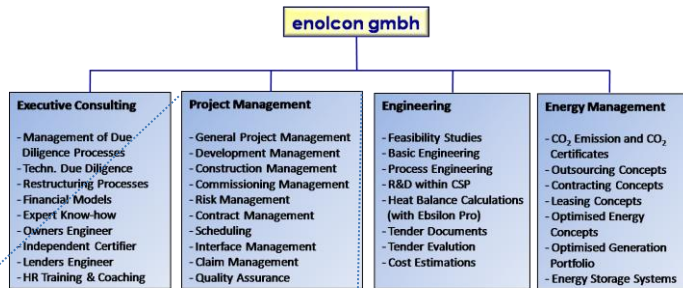 enolcon gmbh
Executive Consulting
- Management of Due
Diligence Processes
- Techn. Due Diligence
- Restructuring Processes
- Financial Models
- Expert Know-how
- Owners Engineer
- Independent Certifier
- Lenders Engineer
- HR Training & Coaching
Project Management
- General Project Management
- Development Management
- Construction Management
- Commissioning Management
- Risk Management
- Contract Management
- Scheduling
- Interface Management
- Claim Management
- Quality Assurance
Engineering
- Feasibility Studies
- Basic Engineering
- Process Engineering
- R&D within CSP
- Heat Balance Calculations
(with Ebsilon Pro)
- Tender Documents
- Tender Evalution
- Cost Estimations
Energy Management
- CO₂ Emission and CO₂
Certificates
- Outsourcing Concepts
- Contracting Concepts
- Leasing Concepts
- Optimised Energy
Concepts
- Optimised Generation
Portfolio
- Energy Storage Systems